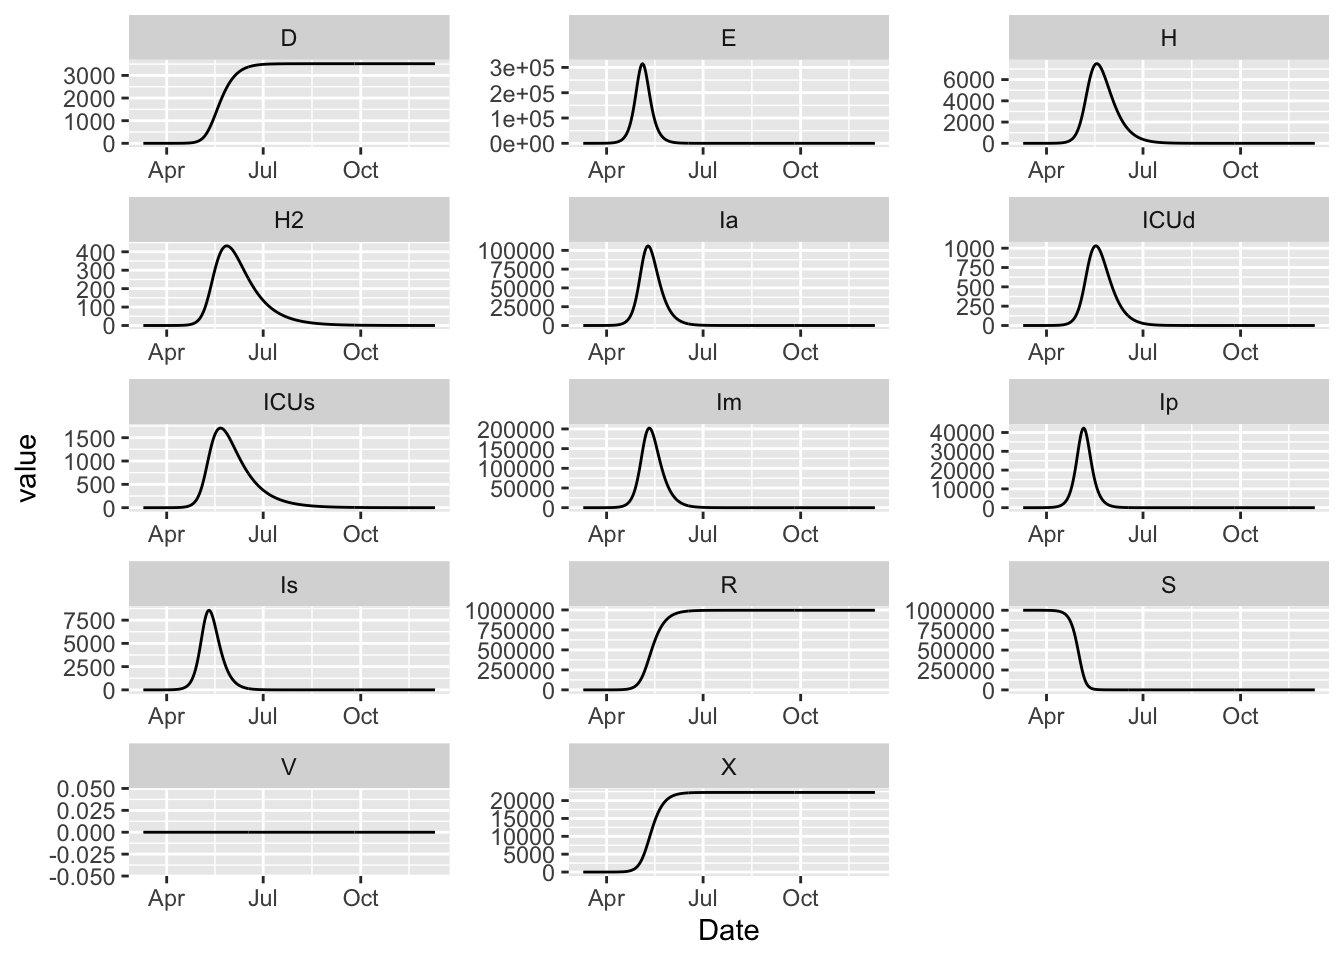 D
E
H
3000
2000
1000
0
3e+05
2e+05
1e+05
0e+00
6000
4000
2000
0
Apr Jul Oct
Apr Jul Oct
Apr Jul Oct
H2
Ia
ICUd
400
300
200
100
0
100000
75000
50000
25000
0
1000
750
500
250
0
Apr Jul Oct
Apr Jul Oct
Apr Jul Oct
ICUs
Im
Ip
1500
1000
500
0
200000
150000
100000
50000
0
40000
30000
20000
10000
0
Apr Jul Oct
Apr Jul Oct
Apr Jul Oct
value
Is
R
S
7500
5000
2500
0
1000000
750000
500000
250000
0
1000000
750000
500000
250000
0
Apr Jul Oct
Apr Jul Oct
Apr Jul Oct
V
X
0.050
0.025
0.000
-0.025
-0.050
20000
15000
10000
5000
0
Apr Jul Oct
Apr Jul Oct
Date